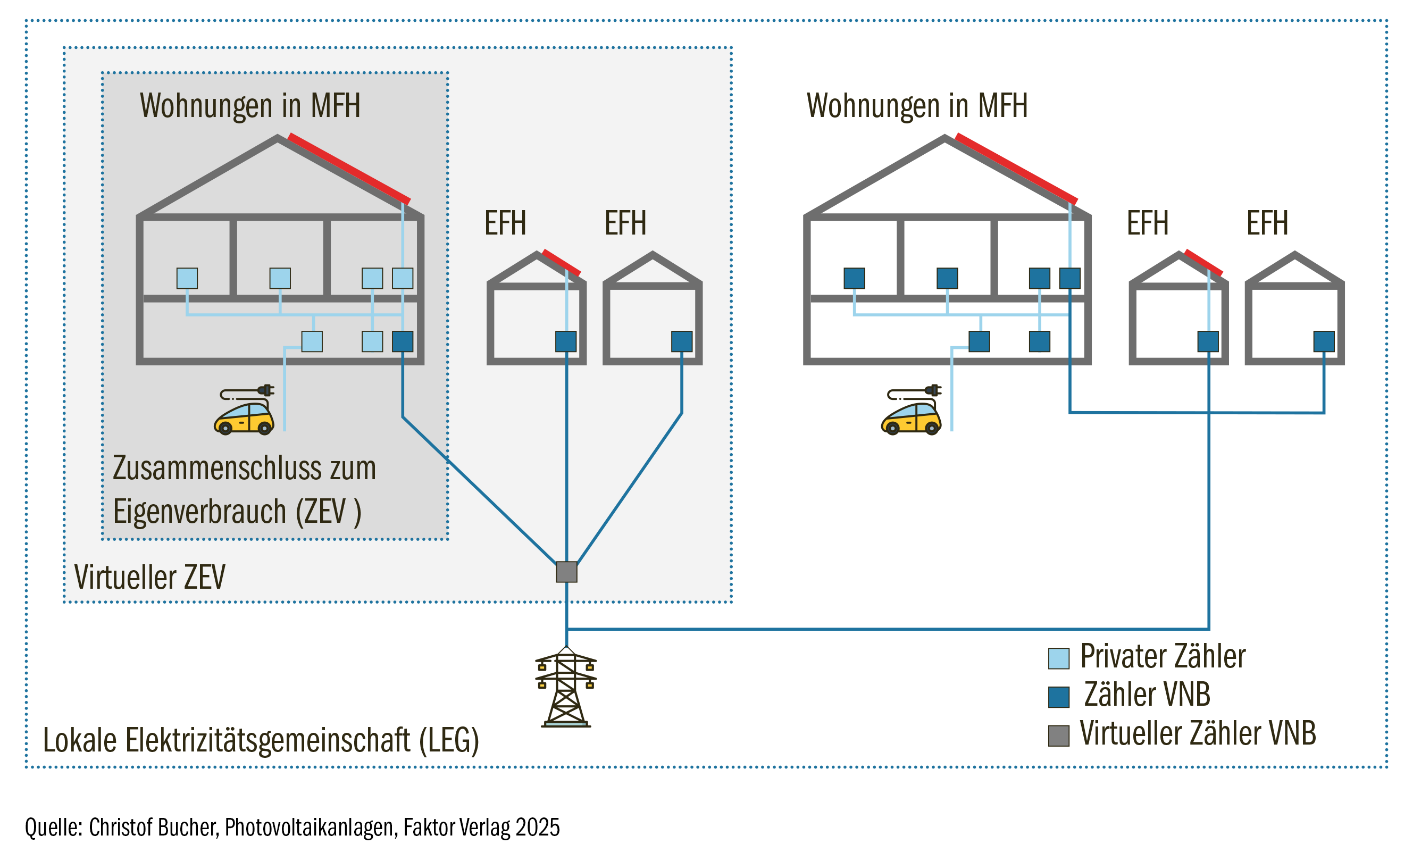 Wohnungen in MFH
EFH
EFH
Zusammenschluss zum
Eigenverbrauch (ZEV )
Virtueller ZEV
Wohnungen in MFH
EFH
EFH
Privater Zähler
Zähler VNB
Virtueller Zähler VNB
Lokale Elektrizitätsgemeinschaft (LEG)
Quelle: Christof Bucher, Photovoltaikanlagen, Faktor Verlag 2025